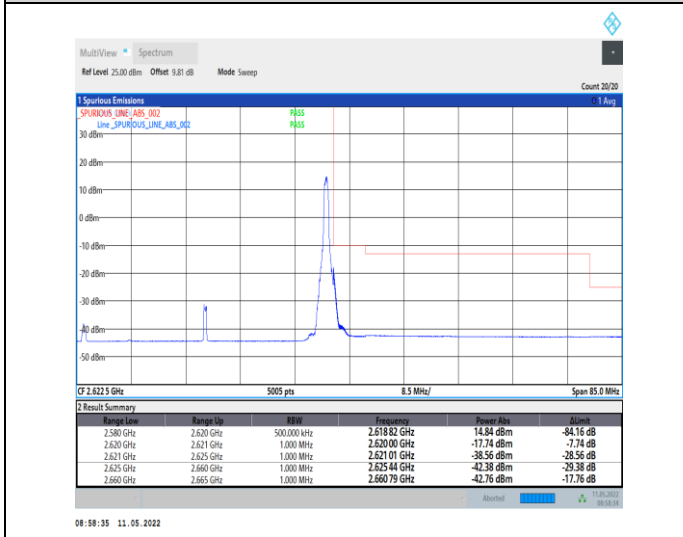 MultiView Spectrum
Ref Level 25.00 dBm Offset 9.81 dB Mode Sweep
Count 20/20
1 Spurious Emissions 1 Avg
_SPURIOUS_LINE_ABS_002 PASS
Line _SPURIOUS_LINE_ABS_002 PASS
30 dBm
20 dBm
10 dBm
0 dBm
-10 dBm
-20 dBm
-30 dBm
-40 dBm
-50 dBm
CF 2.622 5 GHz 5005 pts 8.5 MHz/ Span 85.0 MHz
2 Result Summary
Range Low Range Up RBW Frequency Power Abs ΔLimit
2.580 GHz 2.620 GHz 500.000 kHz 2.618 82 GHz 14.84 dBm -84.16 dB
2.620 GHz 2.621 GHz 1.000 MHz 2.620 00 GHz -17.74 dBm -7.74 dB
2.621 GHz 2.625 GHz 1.000 MHz 2.621 01 GHz -38.56 dBm -28.56 dB
2.625 GHz 2.660 GHz 1.000 MHz 2.625 44 GHz -42.38 dBm -29.38 dB
2.660 GHz 2.665 GHz 1.000 MHz 2.660 79 GHz -42.76 dBm -17.76 dB
Aborted 11.05.2022
08:58:34
08:58:35 11.05.2022